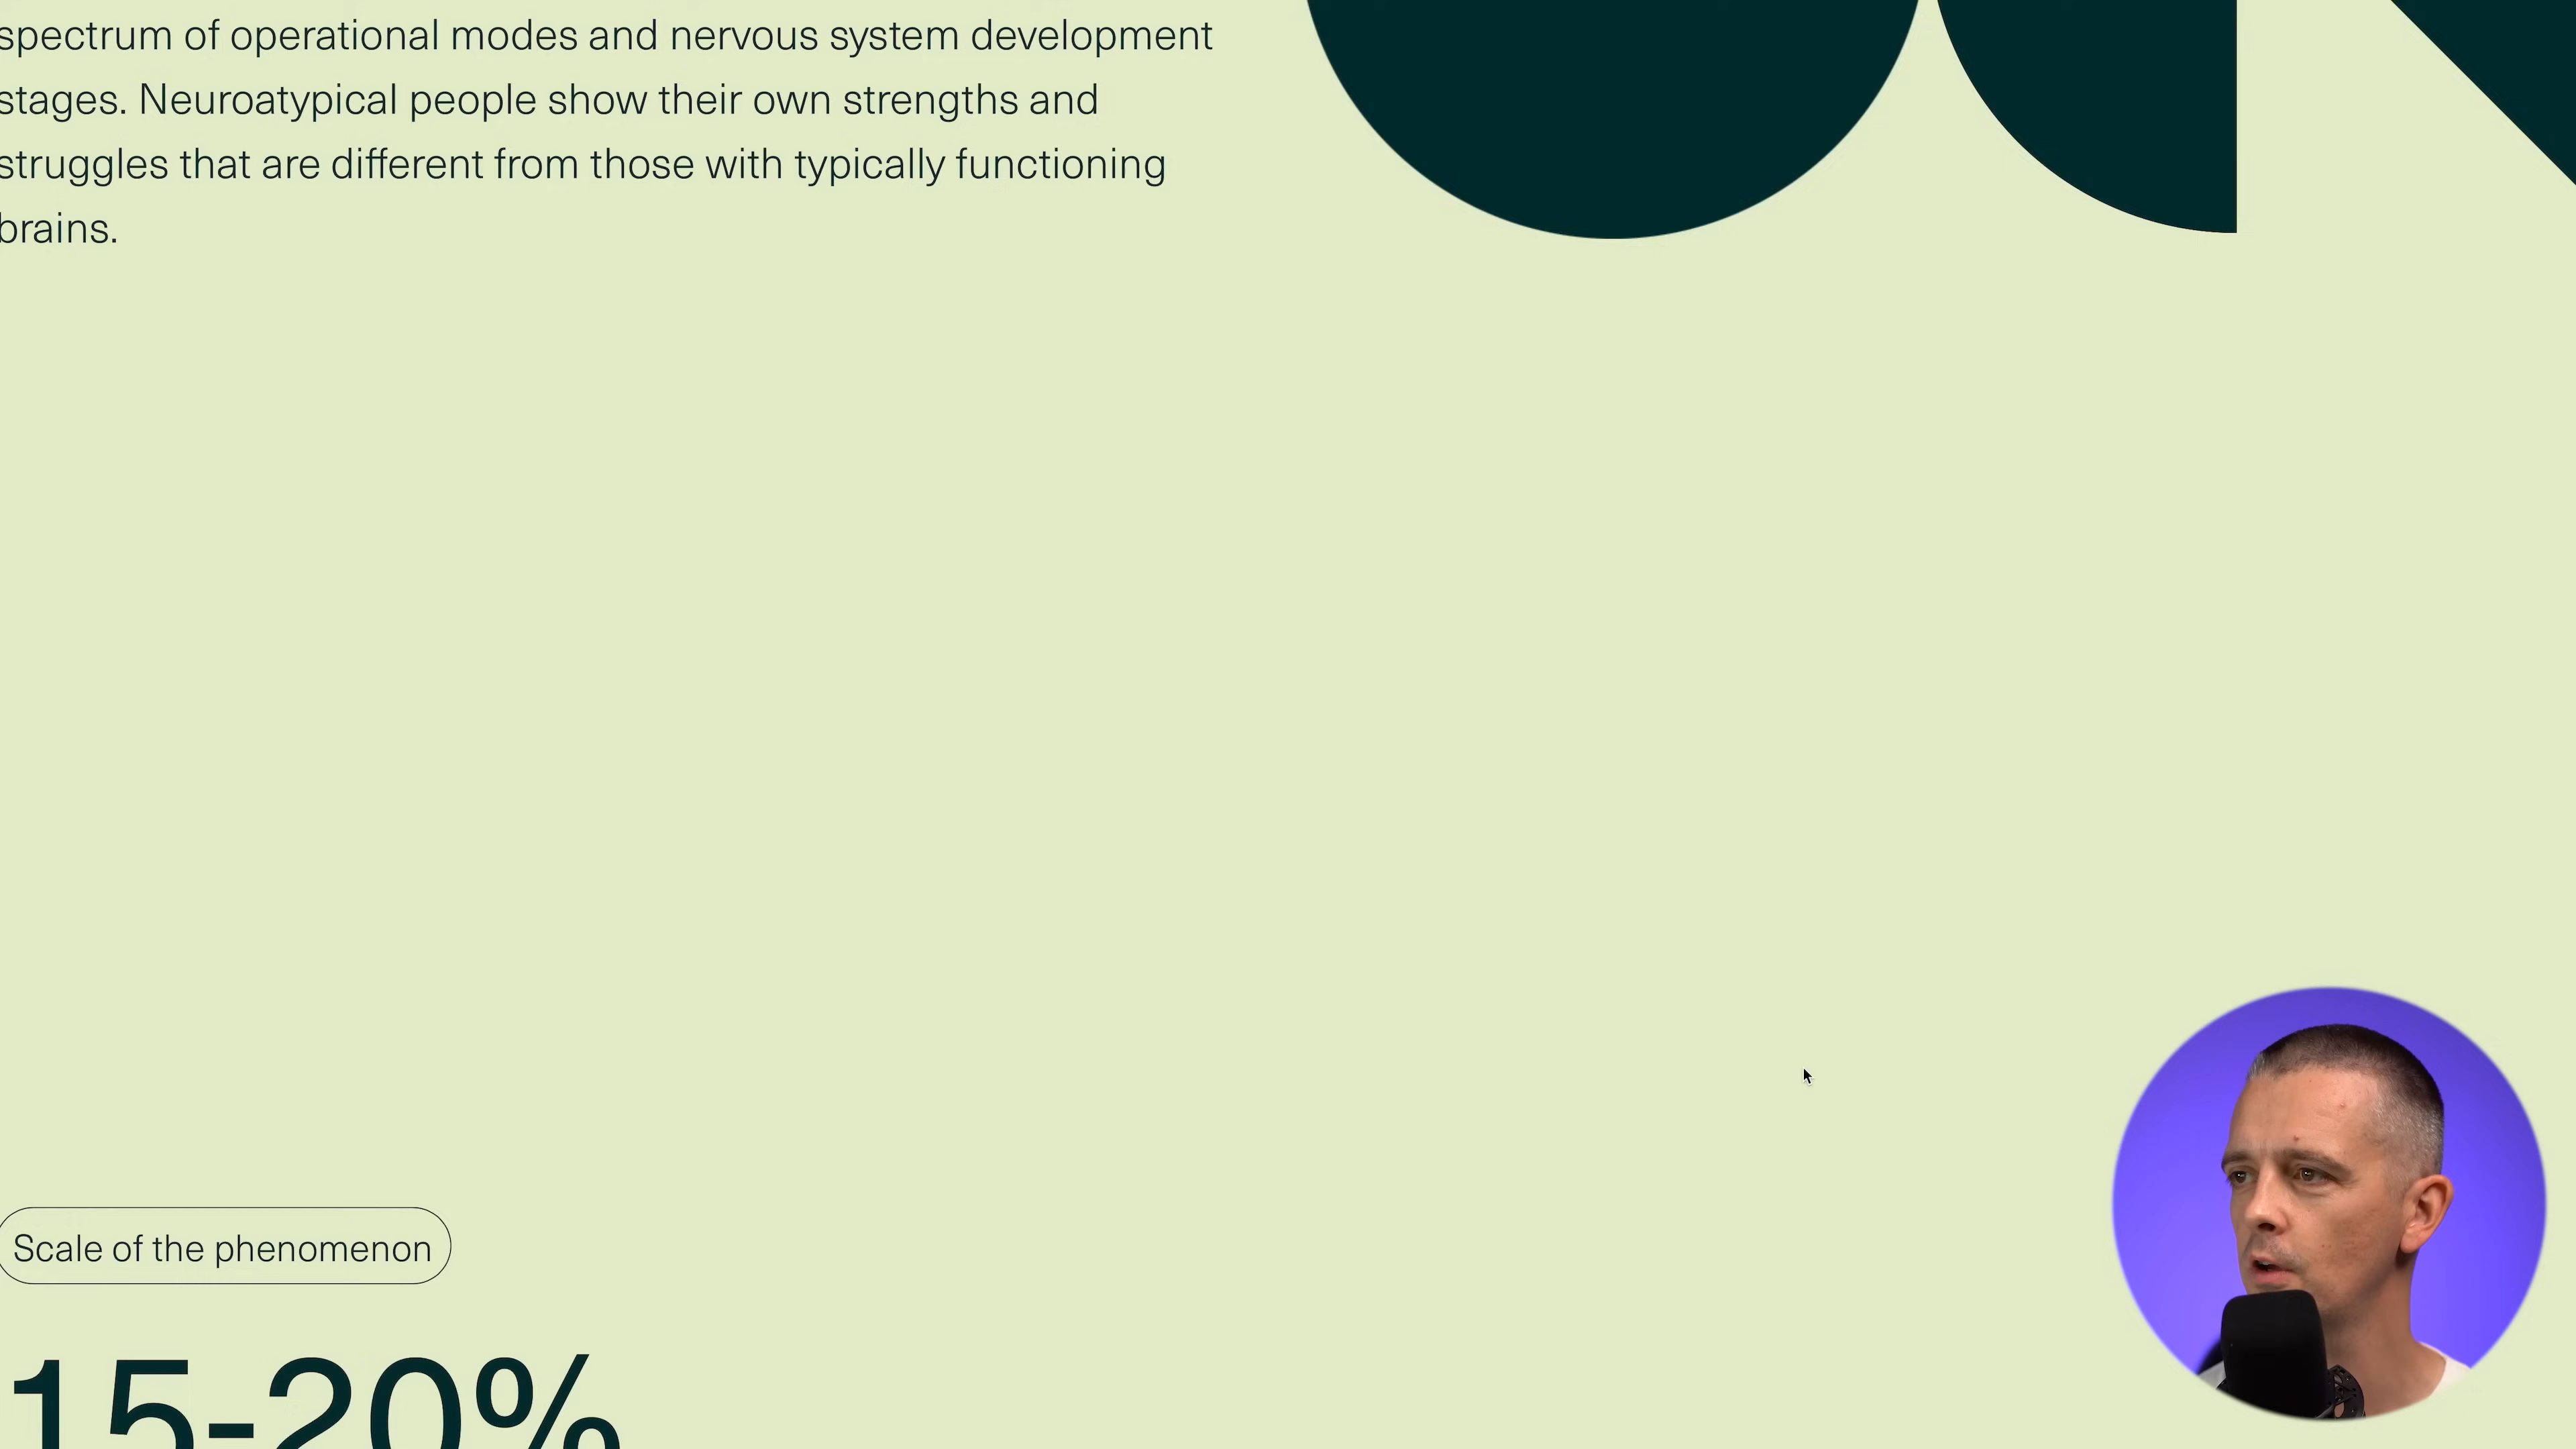 spectrum of operational modes and nervous system development
stages. Neuroatypical people show their own strengths and
struggles that are different from those with typically functioning
brains.
Scale of the phenomenon
15-20%